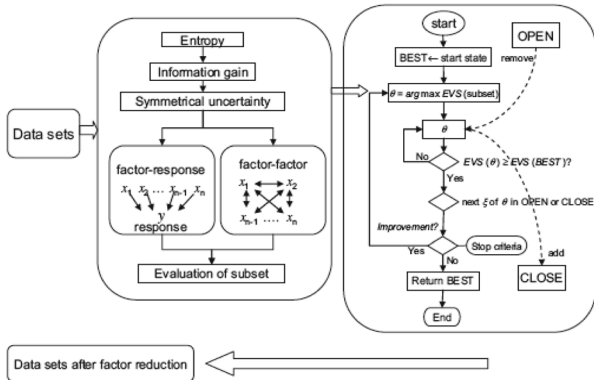 Data sets
Entropy
Information gain
Symmetrical uncertainty
factor-response
x1 x2 .... xn-1 xn
y
response
factor-factor
x1 x2
xn-1 .... xn
Evaluation of subset
start
BEST← start state
θ = arg max EVS (subset)
θ
No
EVS (θ) ≥ EVS (BEST)?
Yes
next ξ of θ in OPEN or CLOSE
Improvement?
Yes
Stop criteria
No
Return BEST
End
OPEN
remove
add
CLOSE
Data sets after factor reduction